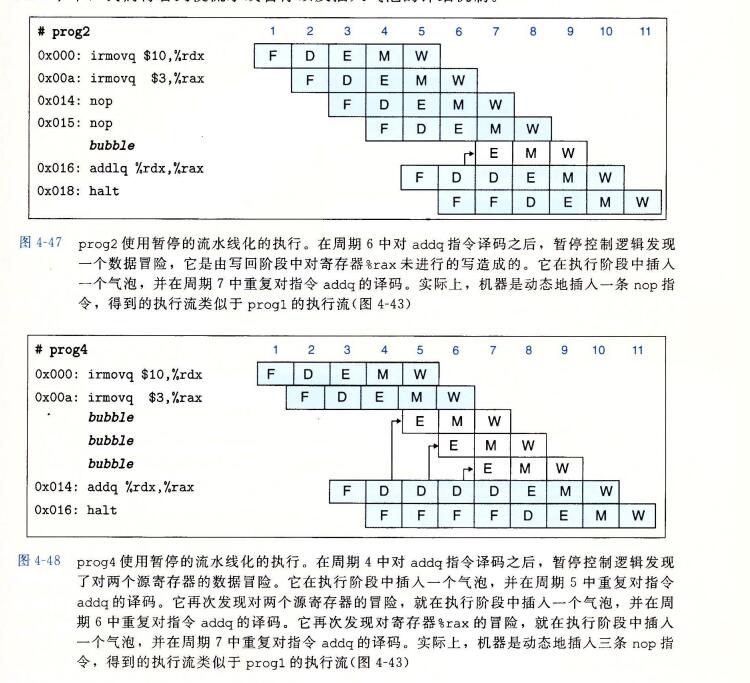 # prog2 1 2 3 4 5 6 7 8 9 10 11
0x000: irmovq $10,%rdx F D E M W
0x00a: irmovq $3,%rax F D E M W
0x014: nop F D E M W
0x015: nop F D E M W
bubble E M W
0x016: addlq %rdx,%rax F D D E M W
0x018: halt F F D E M W
图 4-47 prog2 使用暂停的流水线化的执行。在周期 6 中对 addq 指令译码之后,暂停控制逻辑发现
一个数据冒险,它是由写回阶段中对寄存器%rax 未进行的写造成的。它在执行阶段中插入
一个气泡,并在周期 7 中重复对指令 addq 的译码。实际上,机器是动态地插入一条 nop 指
令,得到的执行流类似于 prog1 的执行流(图 4-43)
# prog4 1 2 3 4 5 6 7 8 9 10 11
0x000: irmovq $10,%rdx F D E M W
0x00a: irmovq $3,%rax F D E M W
bubble E M W
bubble E M W
bubble E M W
0x014: addq %rdx,%rax F D D D D E M W
0x016: halt F F F F D E M W
图 4-48 prog4 使用暂停的流水线化的执行。在周期 4 中对 addq 指令译码之后,暂停控制逻辑发现
了对两个源寄存器的数据冒险。它在执行阶段中插入一个气泡,并在周期 5 中重复对指令
addq 的译码。它再次发现对两个源寄存器的冒险,就在执行阶段中插入一个气泡,并在周
期 6 中重复对指令 addq 的译码。它再次发现对寄存器%rax 的冒险,就在执行阶段中插入
一个气泡,并在周期 7 中重复对指令 addq 的译码。实际上,机器是动态地插入三条 nop 指
令,得到的执行流类似于 prog1 的执行流(图 4-43)